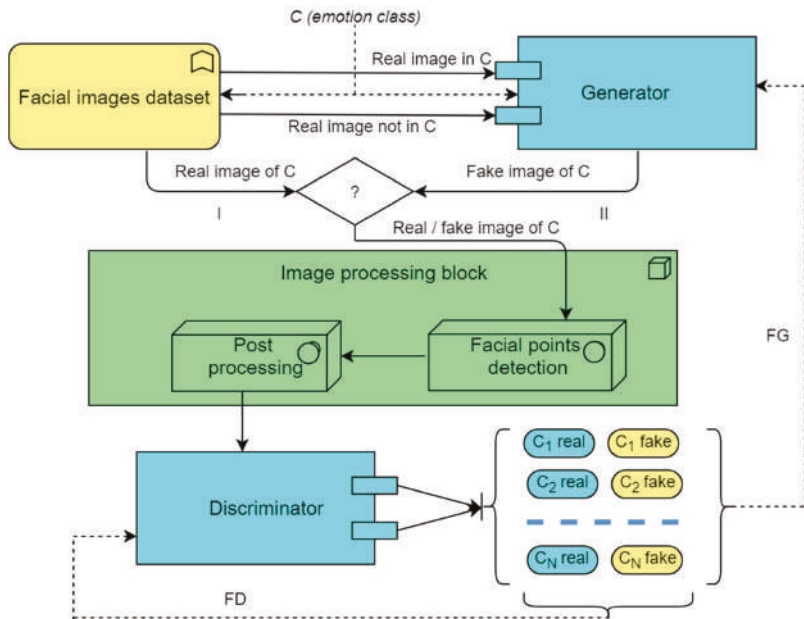 C (emotion class)
Real image in C
Facial images dataset
Generator
Real image not in C
Real image of C
?
Fake image of C
I
II
Real / fake image of C
Image processing block
Post
processing
Facial points
detection
FG
C1 real
C1 fake
C2 real
C2 fake
Discriminator
CN real
CN fake
FD